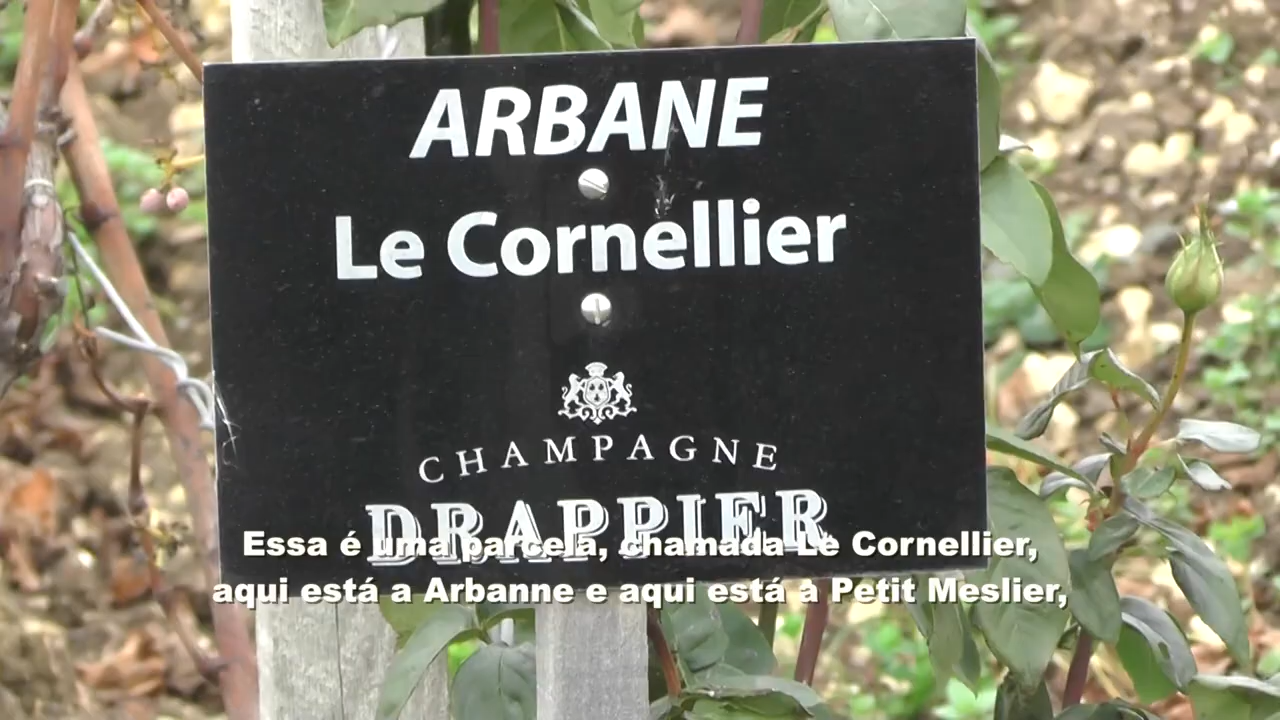 ARBANE
Le Cornellier
CHAMPAGNE
DRAPPIER
Essa é uma parcela, chamada Le Cornellier,
aqui está a Arbanne e aqui está a Petit Meslier,